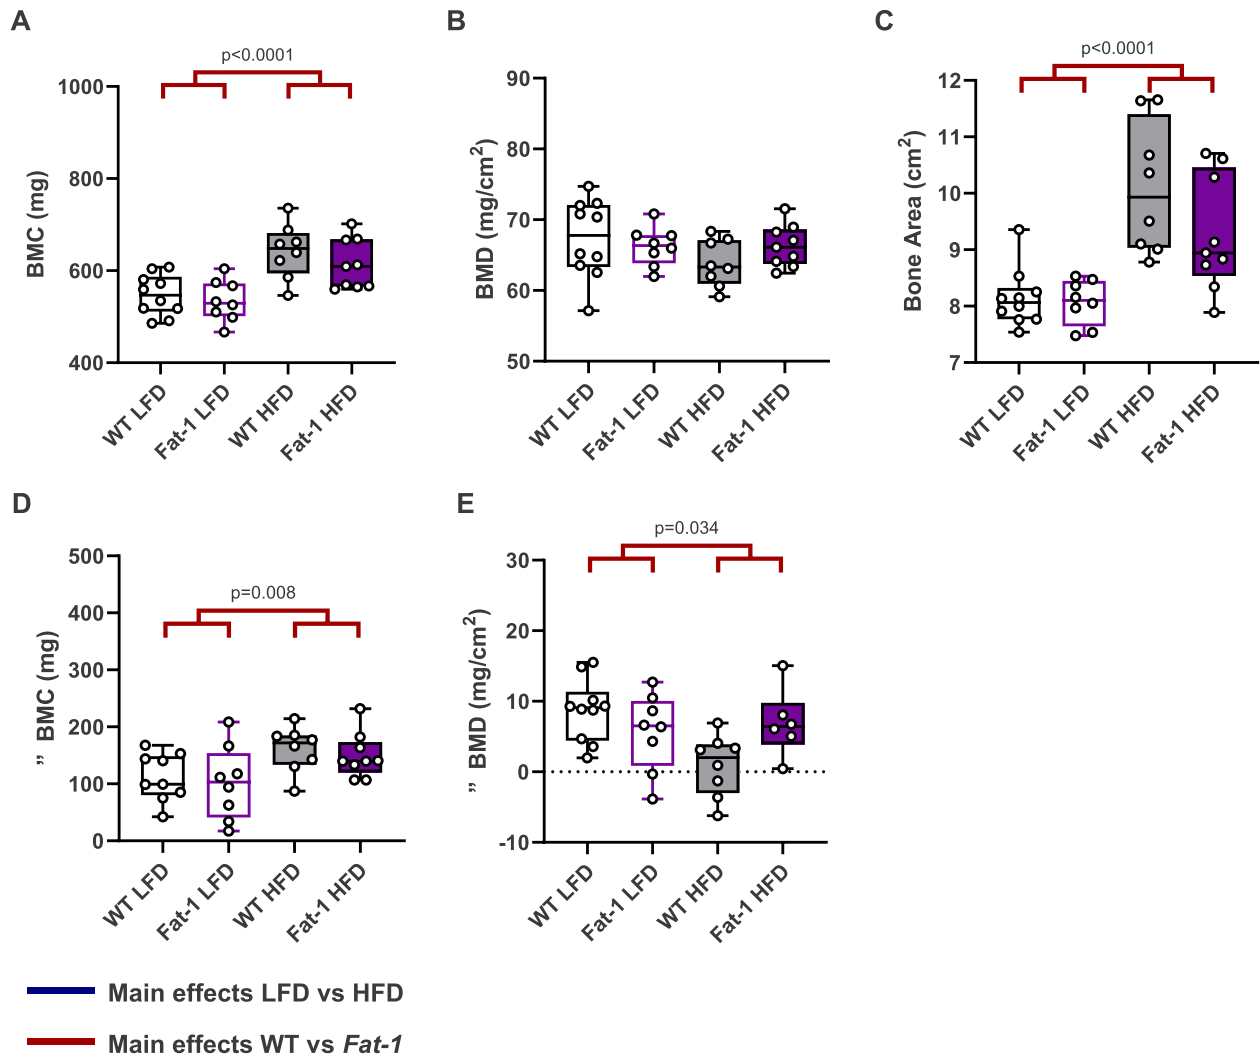 A
p<0.0001
BMC (mg)
1000
800
600
400
WT LFD
Fat-1 LFD
WT HFD
Fat-1 HFD
B
BMD (mg/cm²)
90
80
70
60
50
WT LFD
Fat-1 LFD
WT HFD
Fat-1 HFD
C
p<0.0001
Bone Area (cm²)
12
11
10
9
8
7
WT LFD
Fat-1 LFD
WT HFD
Fat-1 HFD
D
p=0.008
” BMC (mg)
500
400
300
200
100
0
WT LFD
Fat-1 LFD
WT HFD
Fat-1 HFD
E
p=0.034
” BMD (mg/cm²)
30
20
10
0
-10
WT LFD
Fat-1 LFD
WT HFD
Fat-1 HFD
Main effects LFD vs HFD
Main effects WT vs Fat-1